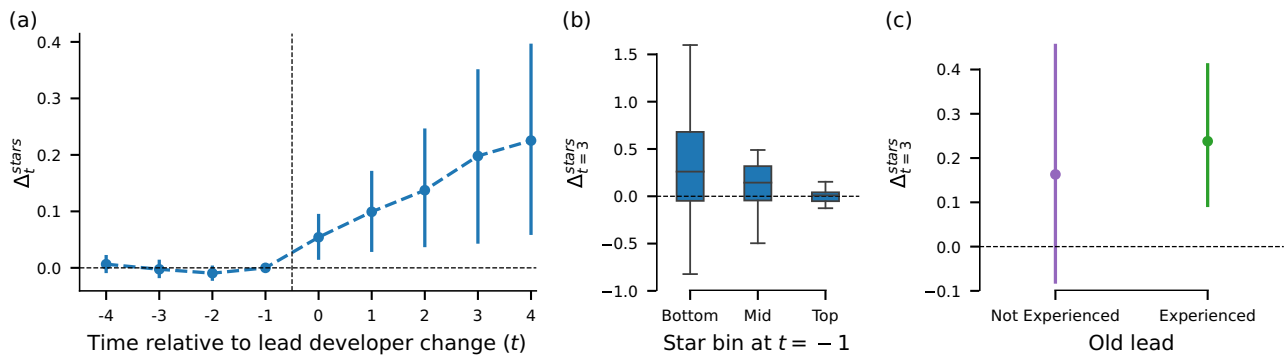 (a)
0.4
0.3
0.2
0.1
0.0
Δ_t^{stars}
-4 -3 -2 -1 0 1 2 3 4
Time relative to lead developer change (t)
(b)
1.5
1.0
0.5
0.0
−0.5
−1.0
Δ_{t=3}^{stars}
Bottom Mid Top
Star bin at t = −1
(c)
0.4
0.3
0.2
0.1
0.0
−0.1
Δ_{t=3}^{stars}
Not Experienced Experienced
Old lead